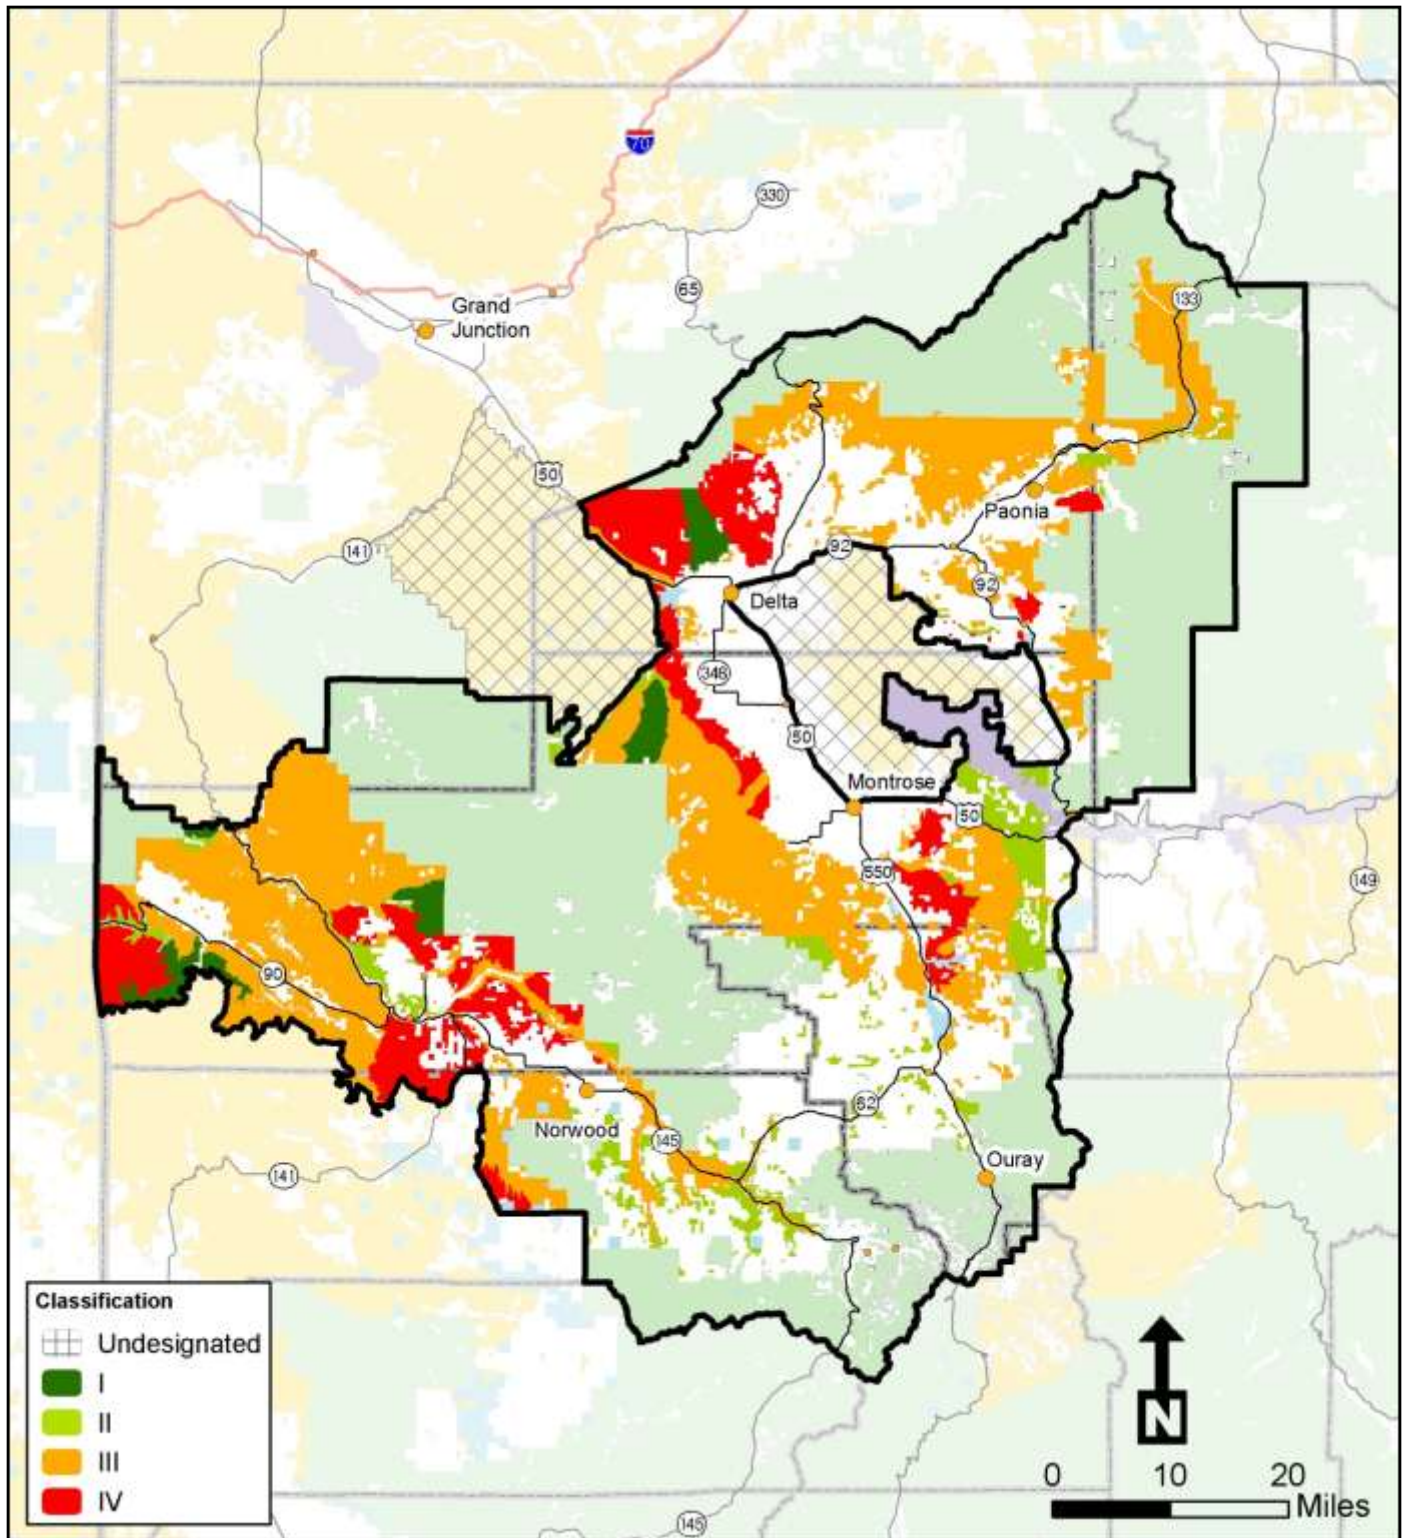 70
330
65
133
Grand
Junction
50
141
Paonia
92
92
Delta
348
50
Montrose
50
550
149
90
62
Norwood
145
Ouray
141
Classification
Undesignated
I
II
III
IV
N
0 10 20
Miles
145